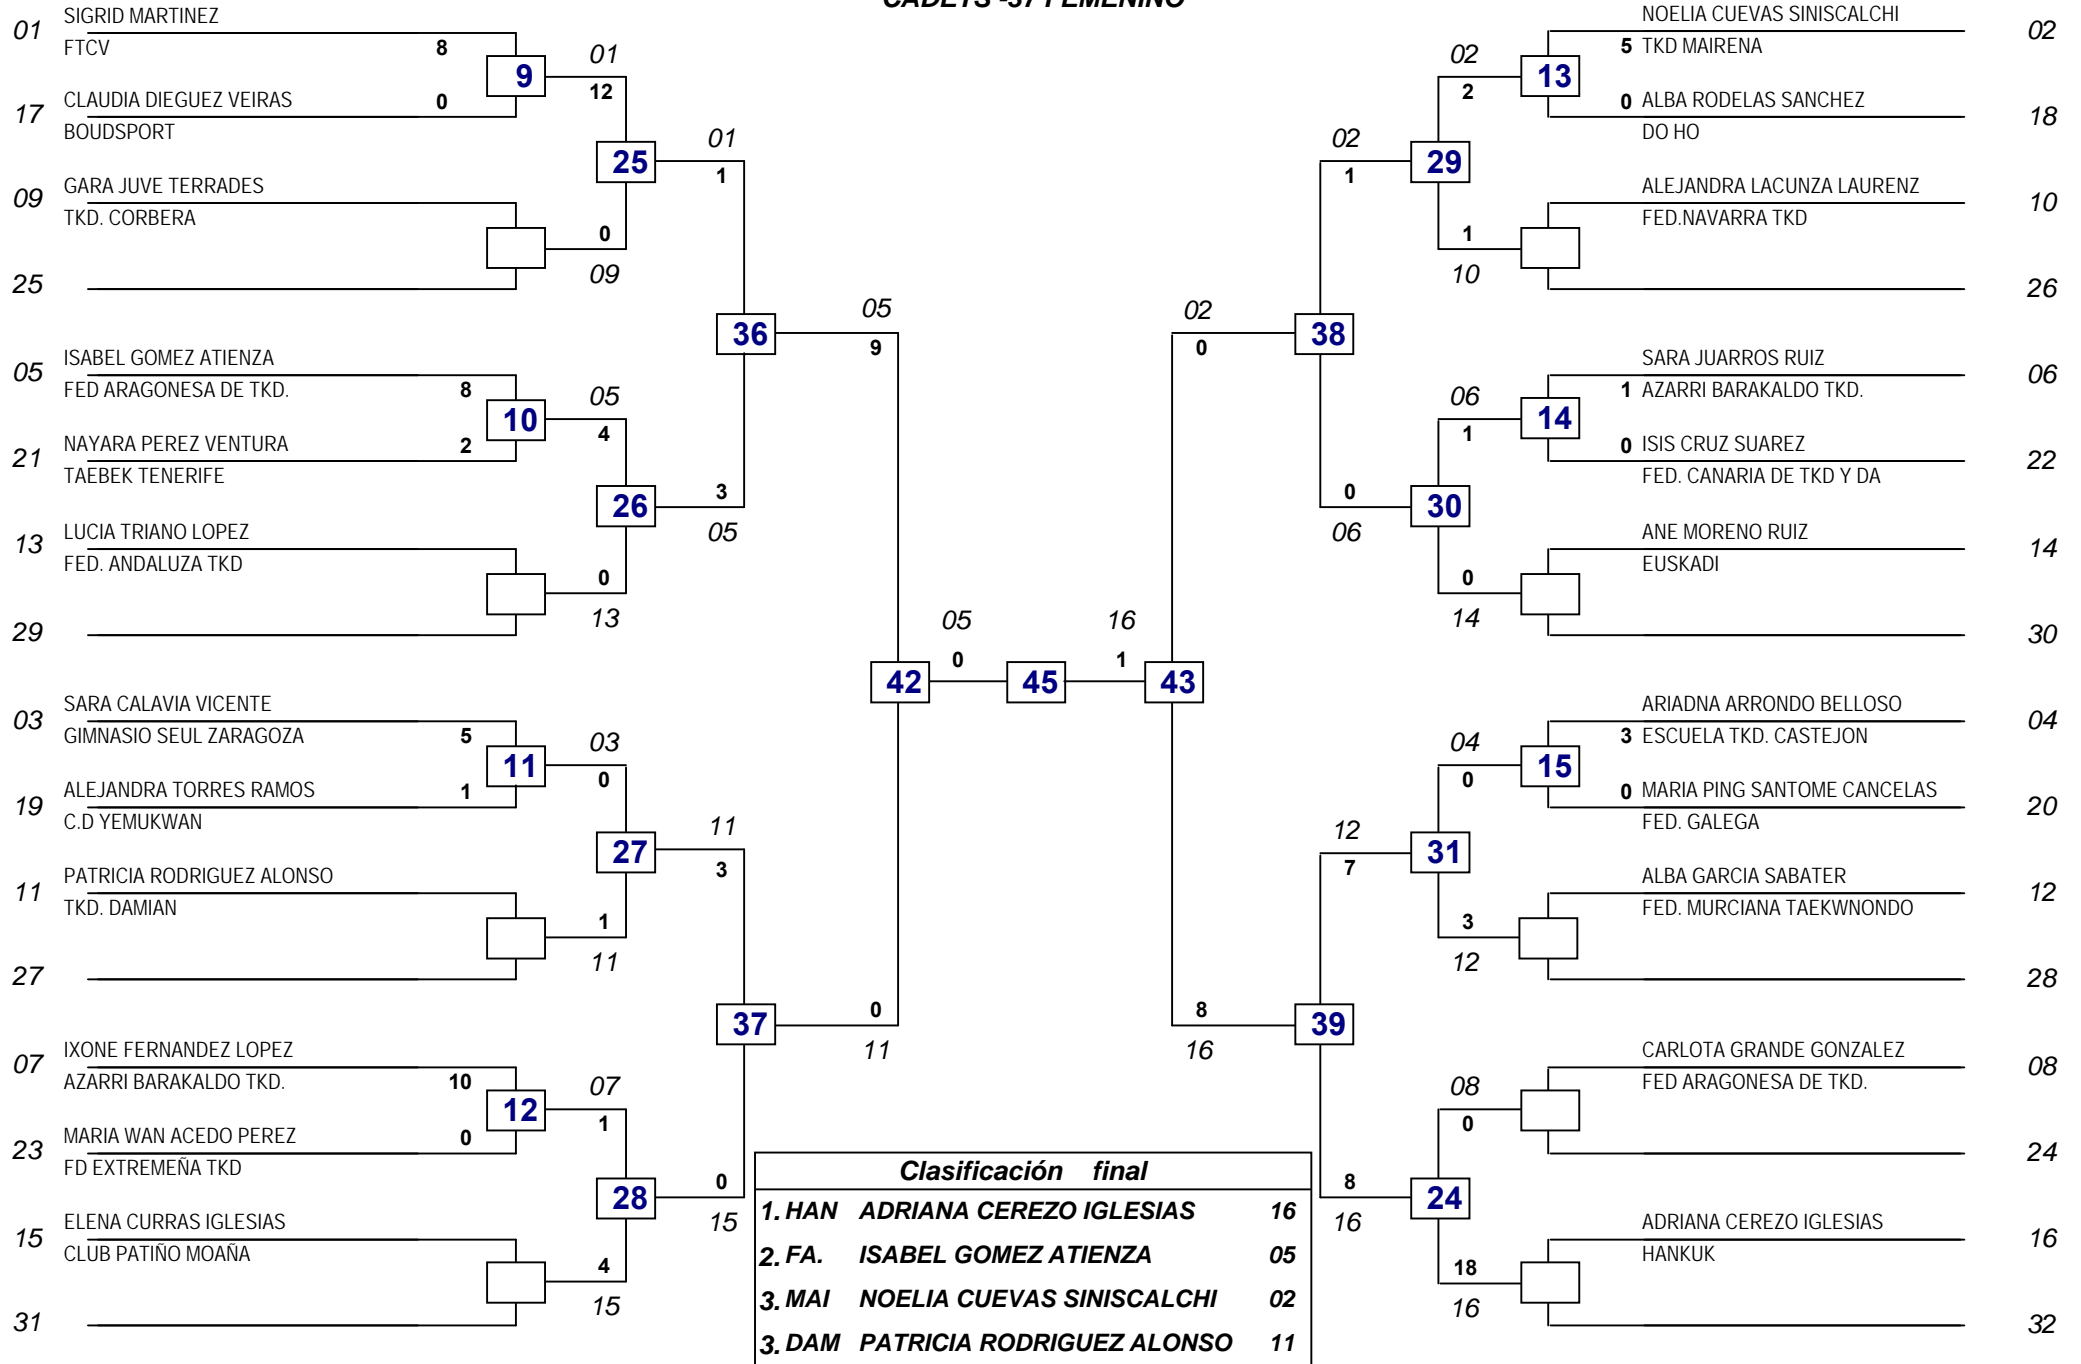 CADETS -37 FEMENINO
01
SIGRID MARTINEZ
FTCV
8
9
17
CLAUDIA DIEGUEZ VEIRAS
0
BOUDSPORT
01
12
09
GARA JUVE TERRADES
TKD. CORBERA
0
09
25
25
01
1
05
ISABEL GOMEZ ATIENZA
FED ARAGONESA DE TKD.
8
10
21
NAYARA PEREZ VENTURA
2
TAEBEK TENERIFE
05
4
13
LUCIA TRIANO LOPEZ
FED. ANDALUZA TKD
0
13
29
26
3
05
36
05
9
03
SARA CALAVIA VICENTE
GIMNASIO SEUL ZARAGOZA
5
11
19
ALEJANDRA TORRES RAMOS
1
C.D YEMUKWAN
03
0
11
PATRICIA RODRIGUEZ ALONSO
TKD. DAMIAN
1
11
27
27
11
3
07
IXONE FERNANDEZ LOPEZ
AZARRI BARAKALDO TKD.
10
12
23
MARIA WAN ACEDO PEREZ
0
FD EXTREMEÑA TKD
07
1
15
ELENA CURRAS IGLESIAS
CLUB PATIÑO MOAÑA
4
15
31
28
0
15
37
0
11
42
05
0
45
16
1
43
NOELIA CUEVAS SINISCALCHI
02
5 TKD MAIRENA
13
0 ALBA RODELAS SANCHEZ
18
DO HO
02
2
ALEJANDRA LACUNZA LAURENZ
10
FED.NAVARRA TKD
1
10
26
29
02
1
SARA JUARROS RUIZ
06
1 AZARRI BARAKALDO TKD.
14
0 ISIS CRUZ SUAREZ
22
FED. CANARIA DE TKD Y DA
06
1
ANE MORENO RUIZ
14
EUSKADI
0
14
30
30
0
06
38
02
0
ARIADNA ARRONDO BELLOSO
04
3 ESCUELA TKD. CASTEJON
15
0 MARIA PING SANTOME CANCELAS
20
FED. GALEGA
04
0
ALBA GARCIA SABATER
12
FED. MURCIANA TAEKWNONDO
3
12
28
31
12
7
CARLOTA GRANDE GONZALEZ
08
FED ARAGONESA DE TKD.
08
0
24
ADRIANA CEREZO IGLESIAS
16
HANKUK
18
16
32
24
8
16
39
8
16
Clasificación final
1. HAN ADRIANA CEREZO IGLESIAS 16
2. FA. ISABEL GOMEZ ATIENZA 05
3. MAI NOELIA CUEVAS SINISCALCHI 02
3. DAM PATRICIA RODRIGUEZ ALONSO 11